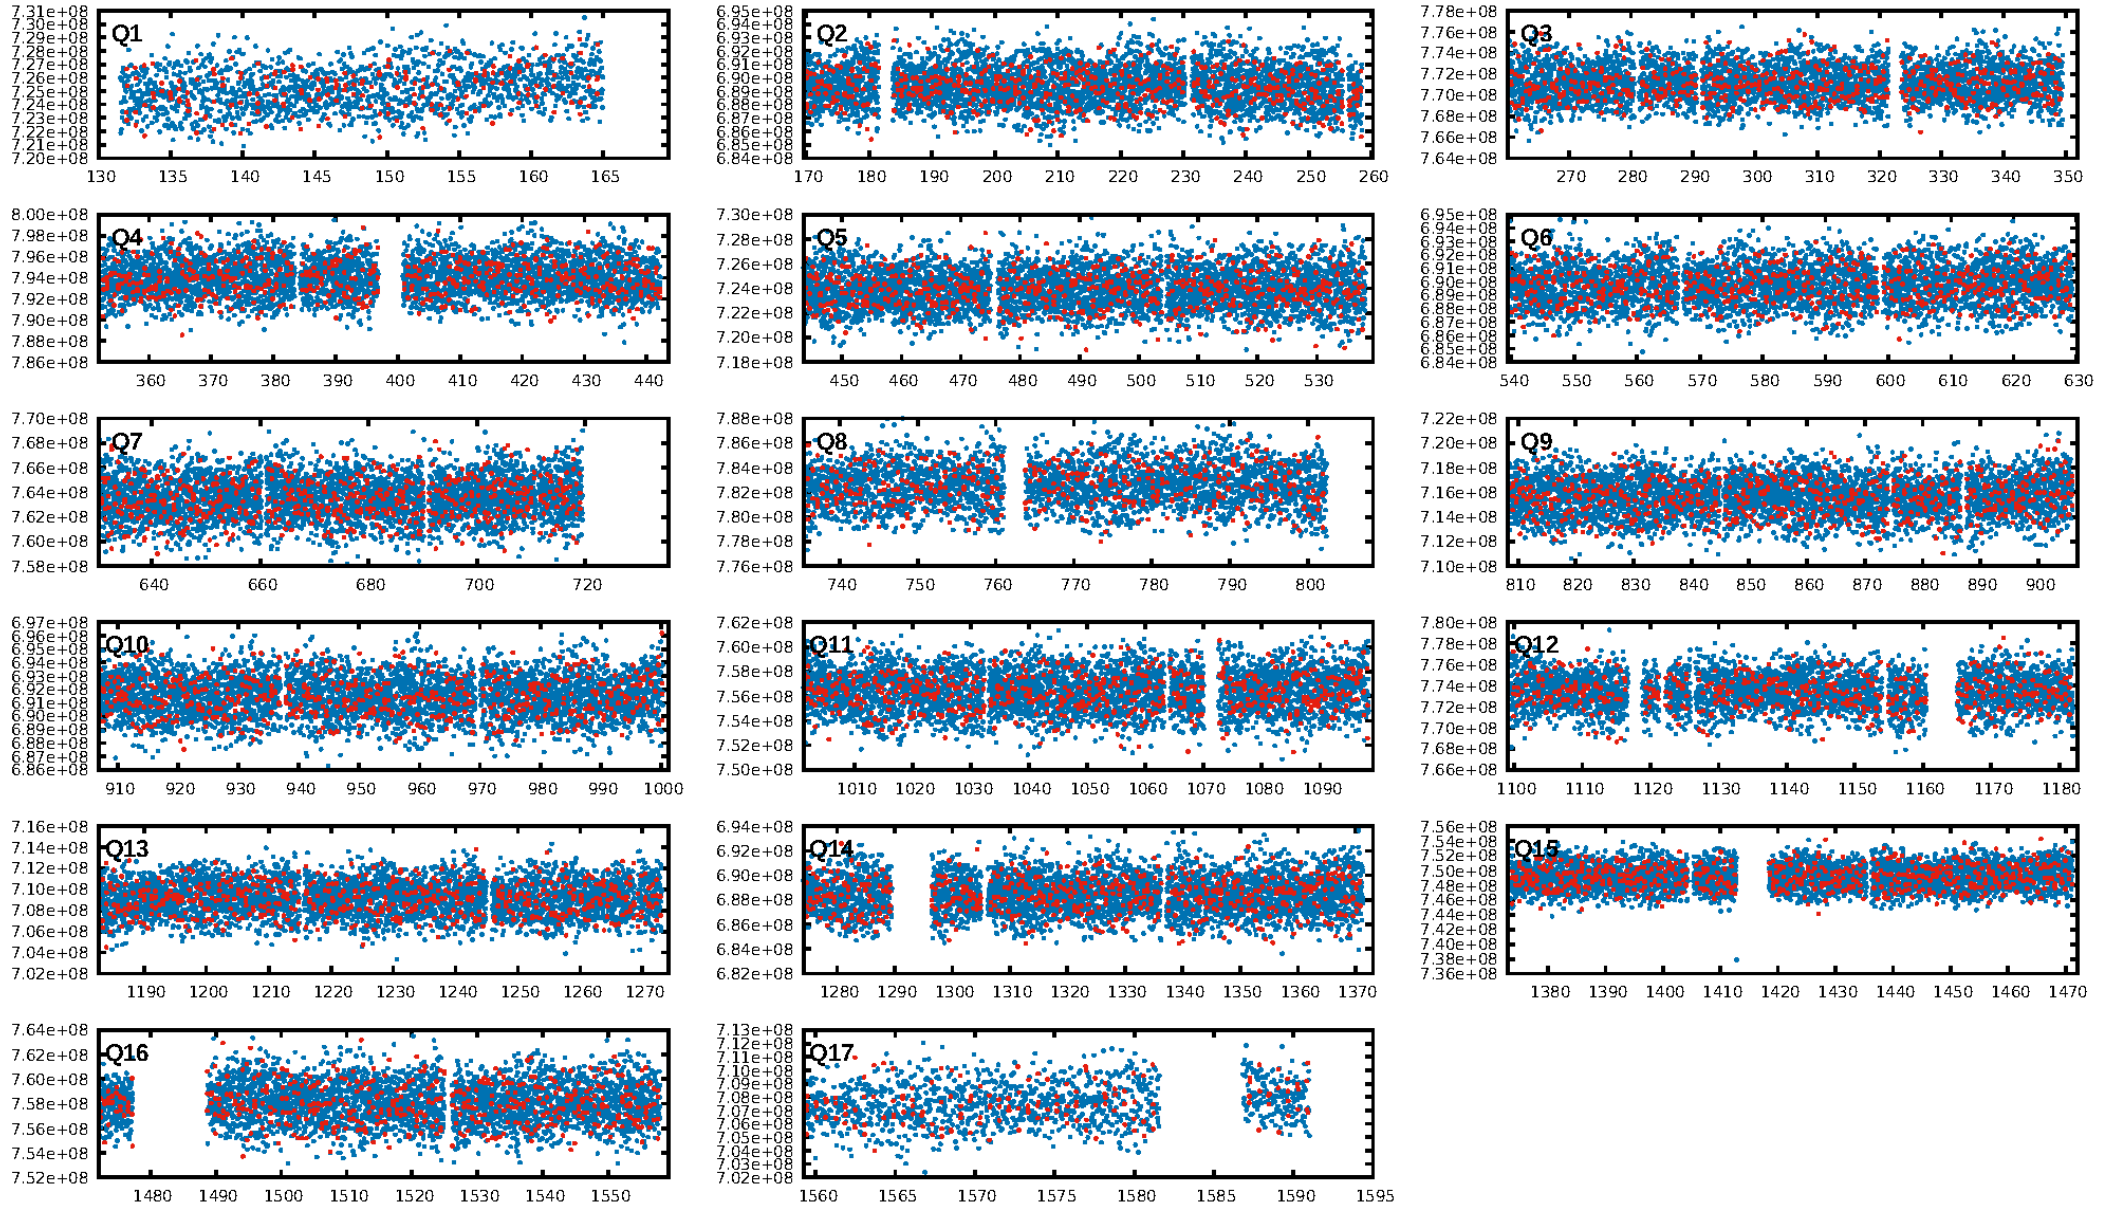 7.31e+08 7.30e+08 7.29e+08 7.28e+08 7.27e+08 7.26e+08 7.25e+08 7.24e+08 7.23e+08 7.22e+08 7.21e+08 7.20e+08
Q1
130 135 140 145 150 155 160 165
6.95e+08 6.94e+08 6.93e+08 6.92e+08 6.91e+08 6.90e+08 6.89e+08 6.88e+08 6.87e+08 6.86e+08 6.85e+08 6.84e+08
Q2
170 180 190 200 210 220 230 240 250 260
7.78e+08 7.76e+08 7.74e+08 7.72e+08 7.70e+08 7.68e+08 7.66e+08 7.64e+08
Q3
270 280 290 300 310 320 330 340 350
8.00e+08 7.98e+08 7.96e+08 7.94e+08 7.92e+08 7.90e+08 7.88e+08 7.86e+08
Q4
360 370 380 390 400 410 420 430 440
7.30e+08 7.28e+08 7.26e+08 7.24e+08 7.22e+08 7.20e+08 7.18e+08
Q5
450 460 470 480 490 500 510 520 530
6.95e+08 6.94e+08 6.93e+08 6.92e+08 6.91e+08 6.90e+08 6.89e+08 6.88e+08 6.87e+08 6.86e+08 6.85e+08 6.84e+08
Q6
540 550 560 570 580 590 600 610 620 630
7.70e+08 7.68e+08 7.66e+08 7.64e+08 7.62e+08 7.60e+08 7.58e+08
Q7
640 660 680 700 720
7.88e+08 7.86e+08 7.84e+08 7.82e+08 7.80e+08 7.78e+08 7.76e+08
Q8
740 750 760 770 780 790 800
7.22e+08 7.20e+08 7.18e+08 7.16e+08 7.14e+08 7.12e+08 7.10e+08
Q9
810 820 830 840 850 860 870 880 890 900
6.97e+08 6.96e+08 6.95e+08 6.94e+08 6.93e+08 6.92e+08 6.91e+08 6.90e+08 6.89e+08 6.88e+08 6.87e+08 6.86e+08
Q10
910 920 930 940 950 960 970 980 990 1000
7.62e+08 7.60e+08 7.58e+08 7.56e+08 7.54e+08 7.52e+08 7.50e+08
Q11
1010 1020 1030 1040 1050 1060 1070 1080 1090
7.80e+08 7.78e+08 7.76e+08 7.74e+08 7.72e+08 7.70e+08 7.68e+08 7.66e+08
Q12
1100 1110 1120 1130 1140 1150 1160 1170 1180
7.16e+08 7.14e+08 7.12e+08 7.10e+08 7.08e+08 7.06e+08 7.04e+08 7.02e+08
Q13
1190 1200 1210 1220 1230 1240 1250 1260 1270
6.94e+08 6.92e+08 6.90e+08 6.88e+08 6.86e+08 6.84e+08 6.82e+08
Q14
1280 1290 1300 1310 1320 1330 1340 1350 1360 1370
7.56e+08 7.54e+08 7.52e+08 7.50e+08 7.48e+08 7.46e+08 7.44e+08 7.42e+08 7.40e+08 7.38e+08 7.36e+08
Q15
1380 1390 1400 1410 1420 1430 1440 1450 1460 1470
7.64e+08 7.62e+08 7.60e+08 7.58e+08 7.56e+08 7.54e+08 7.52e+08
Q16
1480 1490 1500 1510 1520 1530 1540 1550
7.13e+08 7.12e+08 7.11e+08 7.10e+08 7.09e+08 7.08e+08 7.07e+08 7.06e+08 7.05e+08 7.04e+08 7.03e+08 7.02e+08
Q17
1560 1565 1570 1575 1580 1585 1590 1595